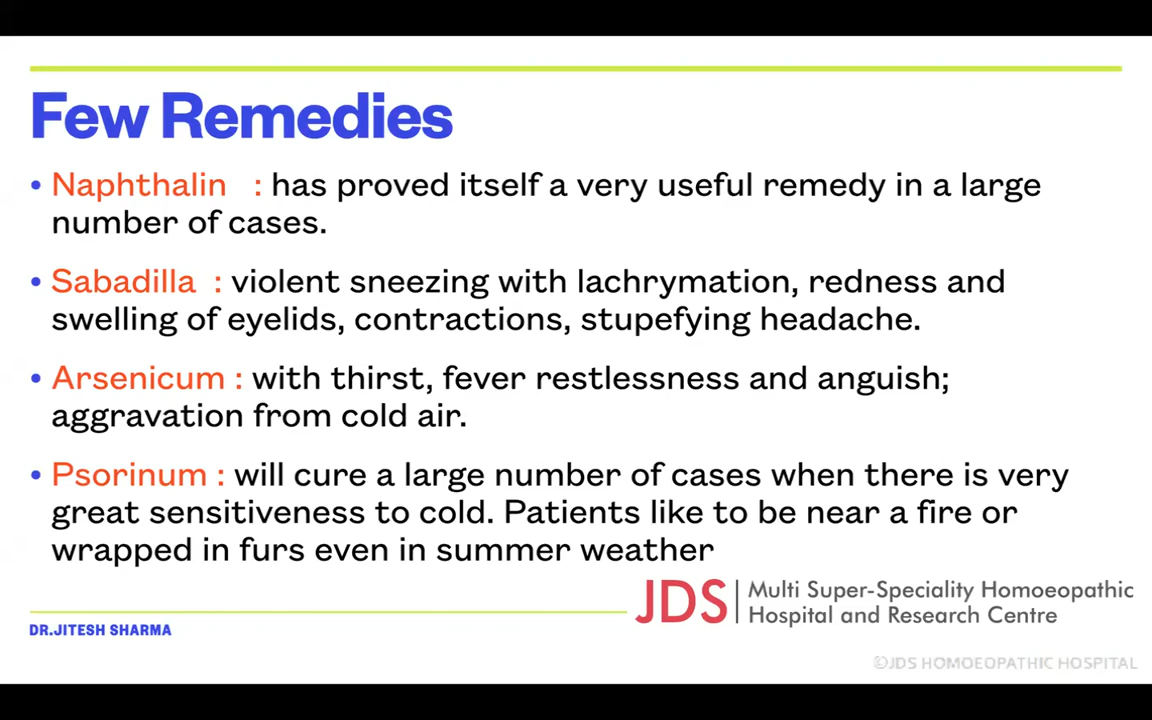 Few Remedies
• Naphthalin : has proved itself a very useful remedy in a large
number of cases.
• Sabadilla : violent sneezing with lachrymation, redness and
swelling of eyelids, contractions, stupefying headache.
• Arsenicum : with thirst, fever restlessness and anguish;
aggravation from cold air.
• Psorinum : will cure a large number of cases when there is very
great sensitiveness to cold. Patients like to be near a fire or
wrapped in furs even in summer weather
JDS | Multi Super-Speciality Homoeopathic
Hospital and Research Centre
DR.JITESH SHARMA
©JDS HOMOEOPATHIC HOSPITAL